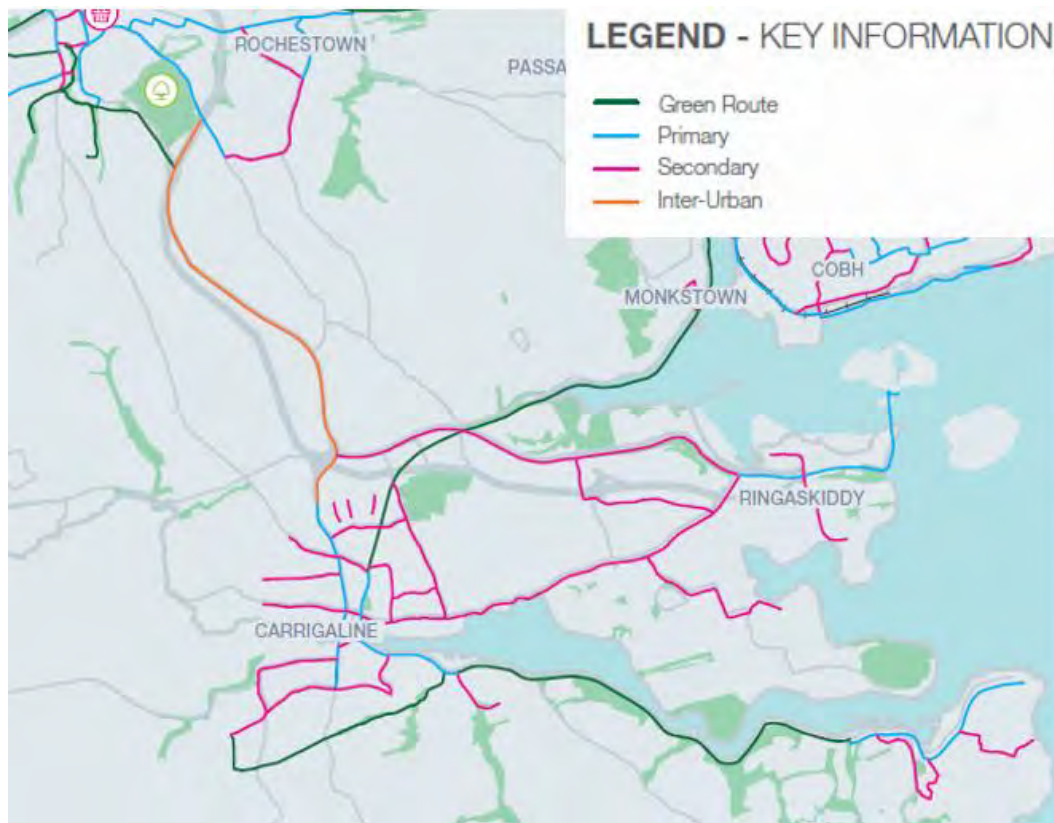 LEGEND - KEY INFORMATION
Green Route
Primary
Secondary
Inter-Urban
ROCHESTOWN
PASSA
COBH
MONKSTOWN
RINGASKIDDY
CARRIGALINE